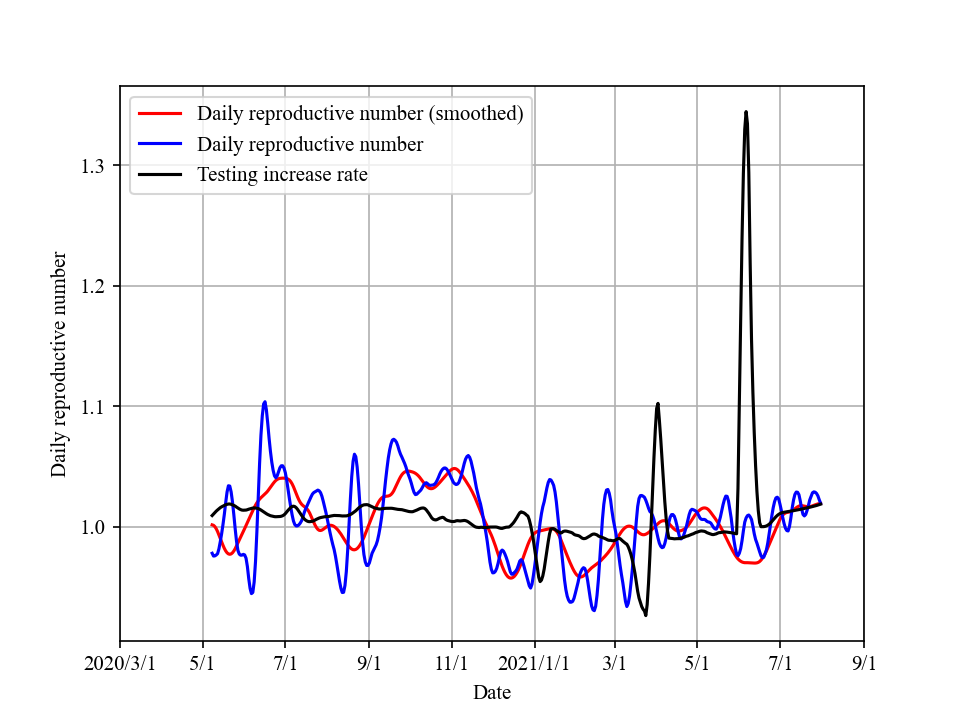 Daily reproductive number (smoothed)
Daily reproductive number
Testing increase rate
Daily reproductive number
1.3
1.2
1.1
1.0
2020/3/1 5/1 7/1 9/1 11/1 2021/1/1 3/1 5/1 7/1 9/1
Date